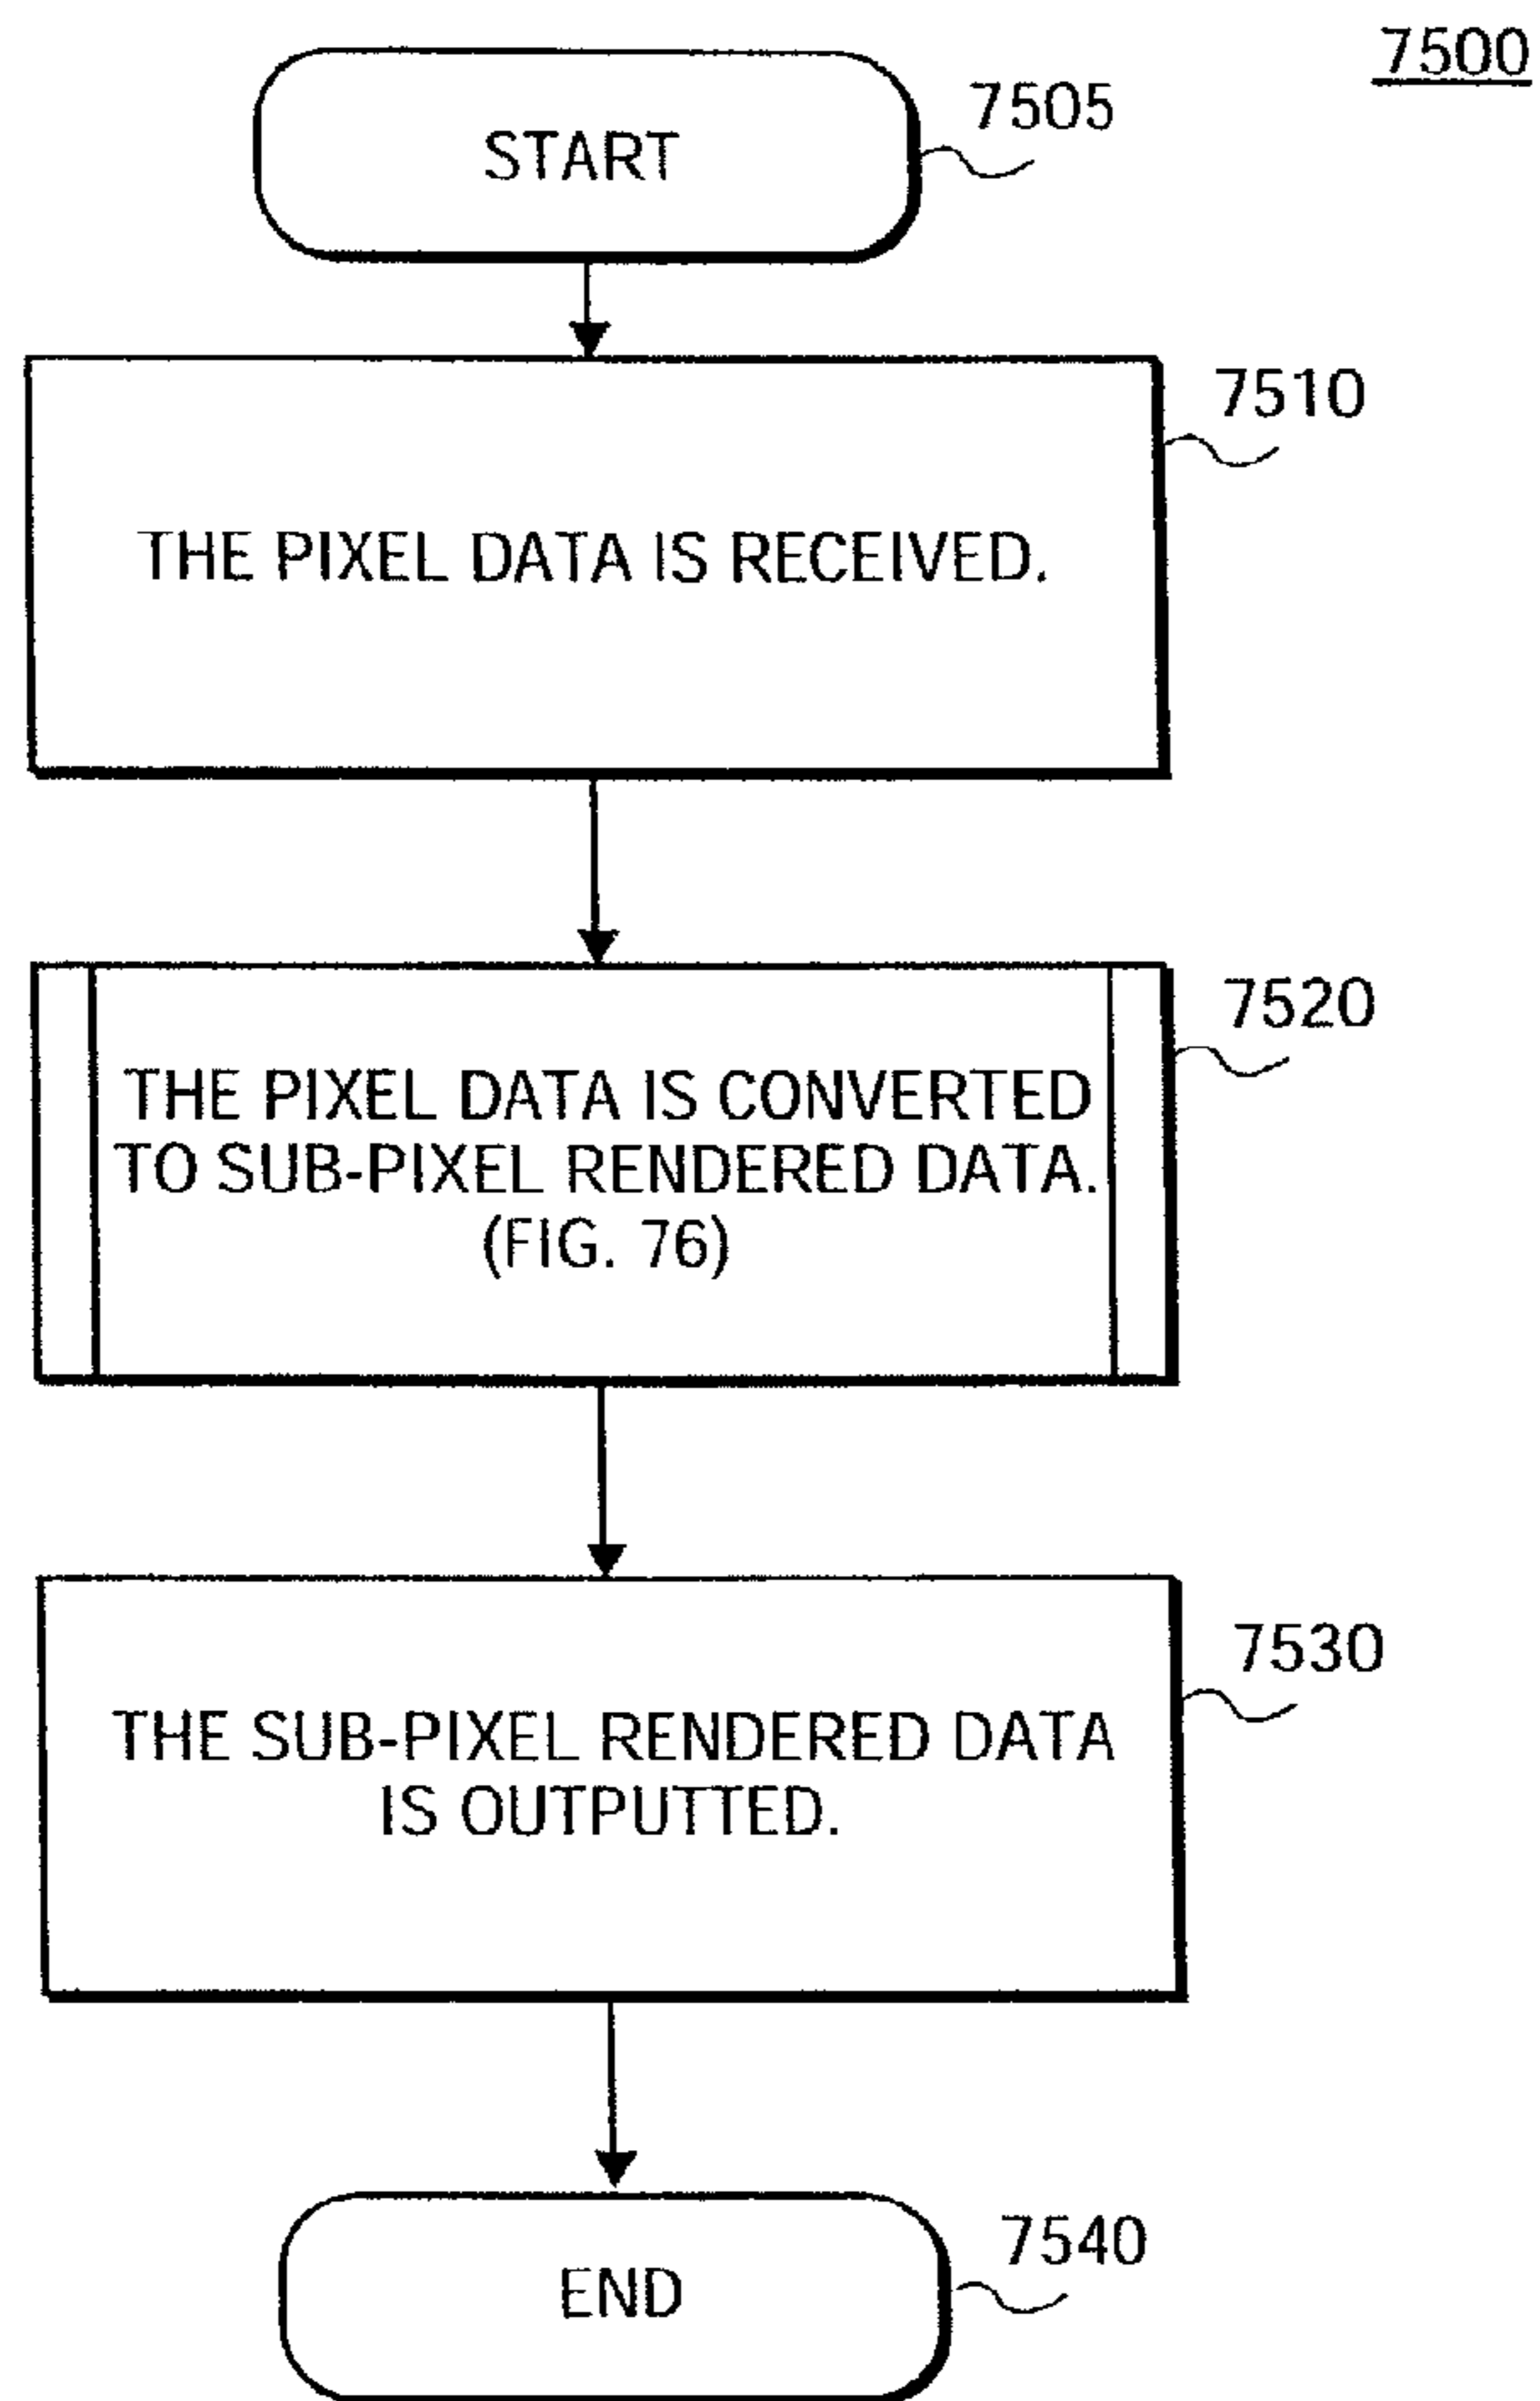 7500
START
7505
THE PIXEL DATA IS RECEIVED.
7510
THE PIXEL DATA IS CONVERTED
TO SUB-PIXEL RENDERED DATA.
(FIG. 76)
7520
THE SUB-PIXEL RENDERED DATA
IS OUTPUTTED.
7530
END
7540